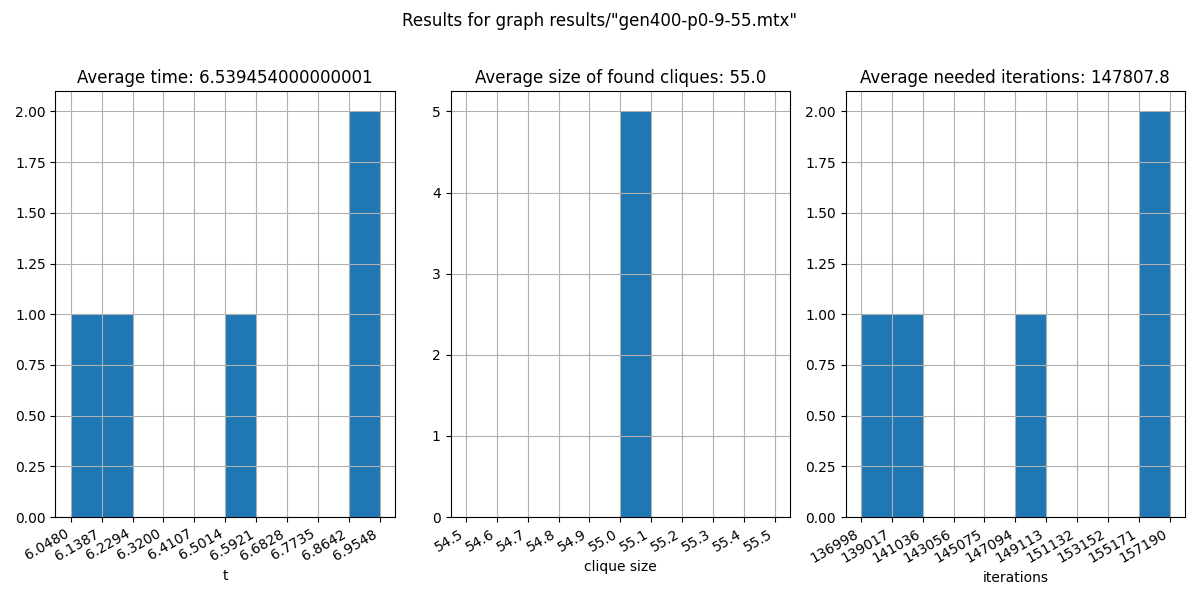 Results for graph results/"gen400-p0-9-55.mtx"
Average time: 6.539454000000001
2.00
1.75
1.50
1.25
1.00
0.75
0.50
0.25
0.00
6.0480 6.1387 6.2294 6.3200 6.4107 6.5014 6.5921 6.6828 6.7735 6.8642 6.9548
t
Average size of found cliques: 55.0
5
4
3
2
1
0
54.5 54.6 54.7 54.8 54.9 55.0 55.1 55.2 55.3 55.4 55.5
clique size
Average needed iterations: 147807.8
2.00
1.75
1.50
1.25
1.00
0.75
0.50
0.25
0.00
136998 139017 141036 143056 145075 147094 149113 151132 153152 155171 157190
iterations